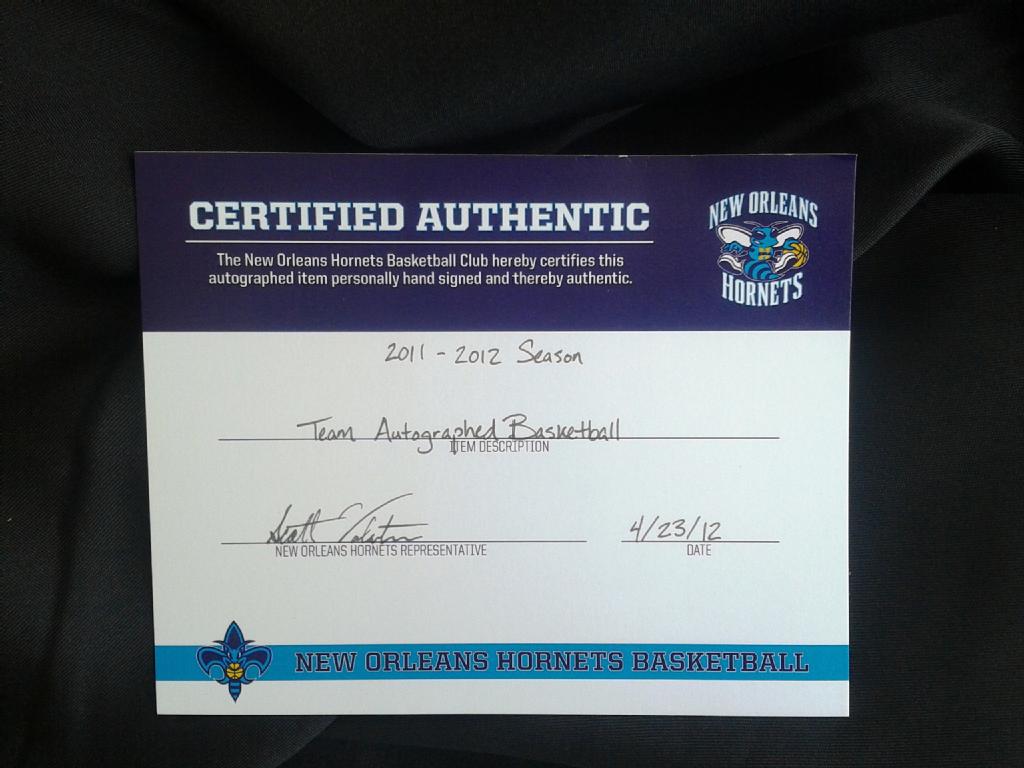 CERTIFIED AUTHENTIC
The New Orleans Hornets Basketball Club hereby certifies this
autographed item personally hand signed and thereby authentic.
NEW ORLEANS
HORNETS
2011 - 2012 Season
Team Autographed Basketball
ITEM DESCRIPTION
Scott
NEW ORLEANS HORNETS REPRESENTATIVE
4/23/12
DATE
NEW ORLEANS HORNETS BASKETBALL